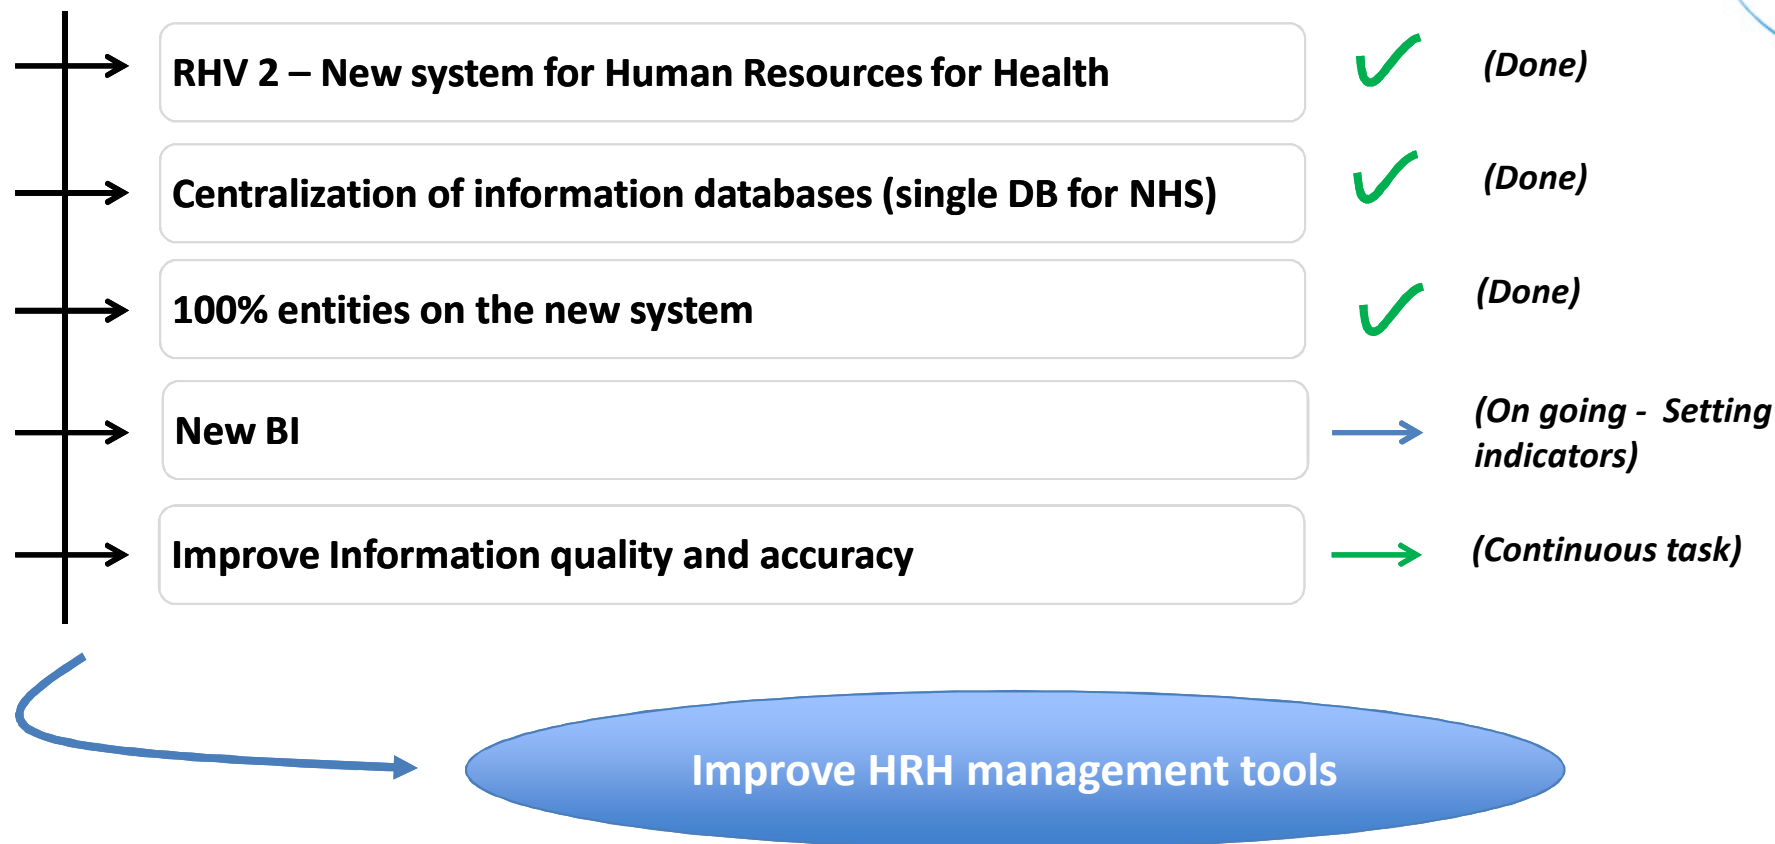 RHV 2 – New system for Human Resources for Health
(Done)
Centralization of information databases (single DB for NHS)
(Done)
100% entities on the new system
(Done)
New BI
(On going - Setting
indicators)
Improve Information quality and accuracy
(Continuous task)
Improve HRH management tools